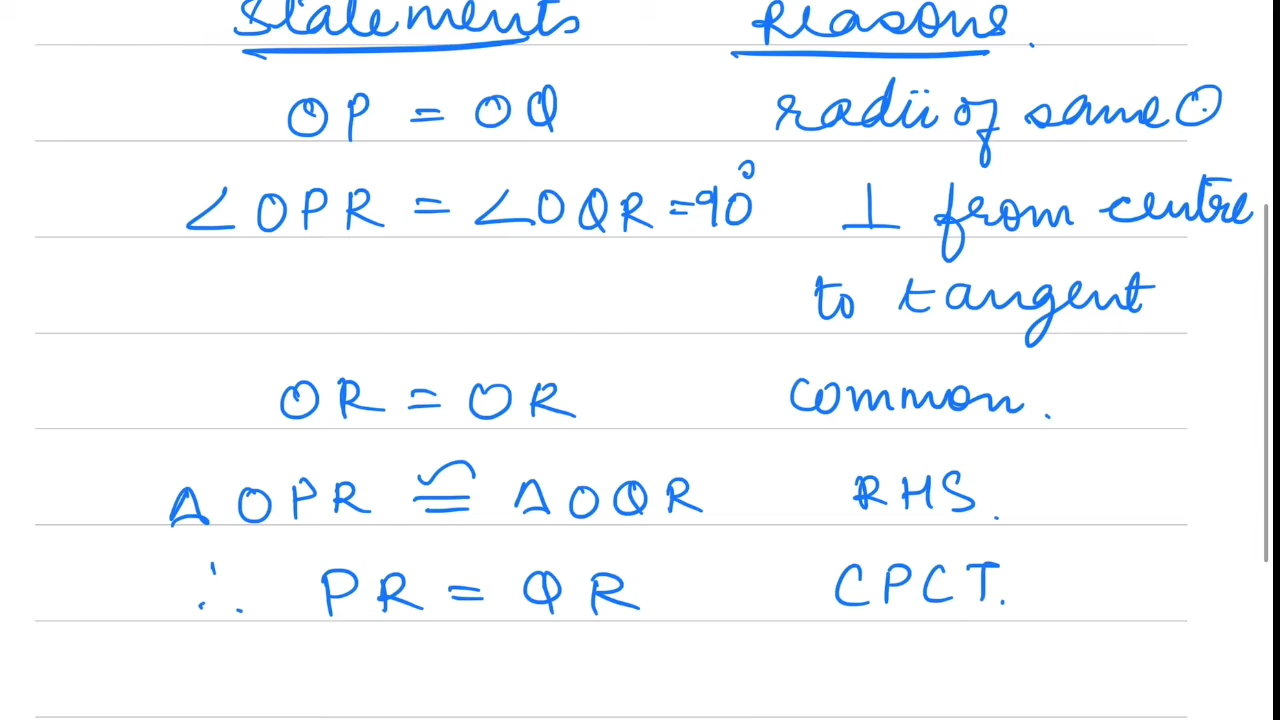 Statements Reasons.
OP = OQ radii of same ⊙
∠OPR = ∠OQR = 90° ⊥ from centre
to tangent
OR = OR common.
△OPR ≅ △OQR RHS.
∴ PR = QR CPCT.